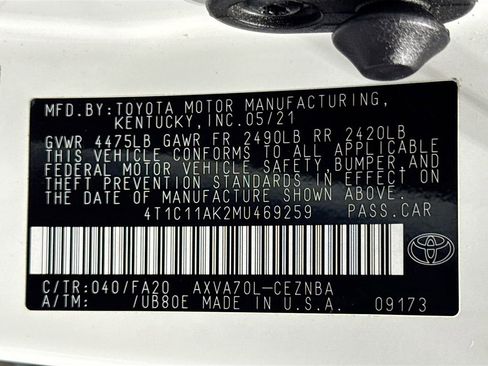 MFD.BY:TOYOTA MOTOR MANUFACTURING,
KENTUCKY, INC.05/21
GVWR 4475LB GAWR FR 2490LB RR 2420LB
THIS VEHICLE CONFORMS TO ALL APPLICABLE
FEDERAL MOTOR VEHICLE SAFETY, BUMPER,AND
THEFT PREVENTION STANDARDS IN EFFECT ON
THE DATE OF MANUFACTURE SHOWN ABOVE.
4T1C11AK2MU469259 PASS.CAR
C/TR:040/FA20 AXVA70L-CEZNBA
A/TM: /UB80E MADE IN U.S.A. 09173